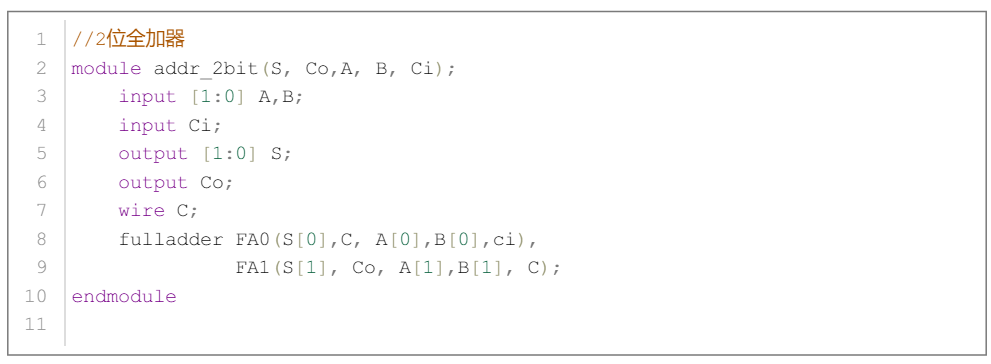 1 //2位全加器
2 module addr_2bit(S, Co,A, B, Ci);
3 input [1:0] A,B;
4 input Ci;
5 output [1:0] S;
6 output Co;
7 wire C;
8 fulladder FA0(S[0],C, A[0],B[0],ci),
9 FA1(S[1], Co, A[1],B[1], C);
10 endmodule
11